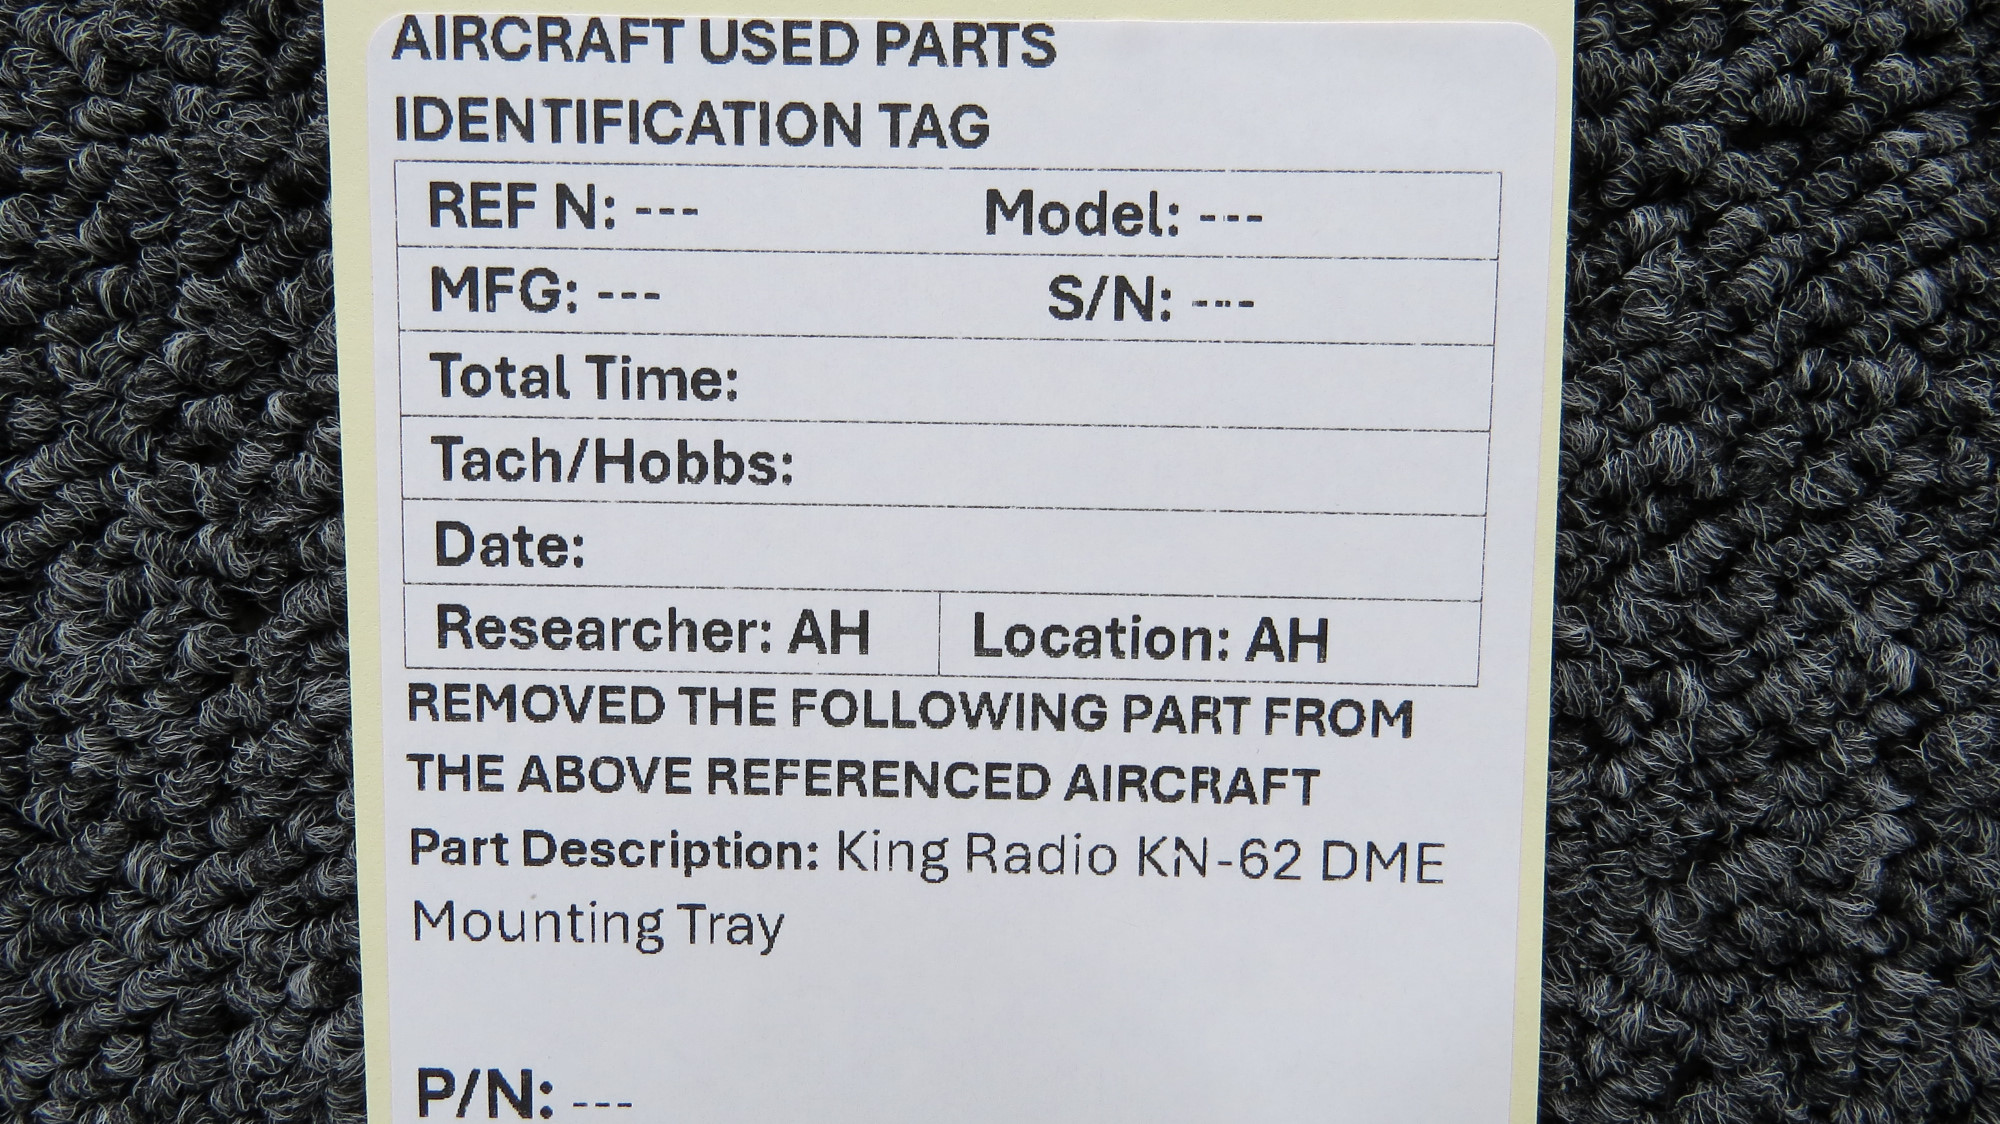 AIRCRAFT USED PARTS
IDENTIFICATION TAG
REF N: --- Model: ---
MFG: --- S/N: ---
Total Time:
Tach/Hobbs:
Date:
Researcher: AH Location: AH
REMOVED THE FOLLOWING PART FROM
THE ABOVE REFERENCED AIRCRAFT
Part Description: King Radio KN-62 DME
Mounting Tray
P/N: ---